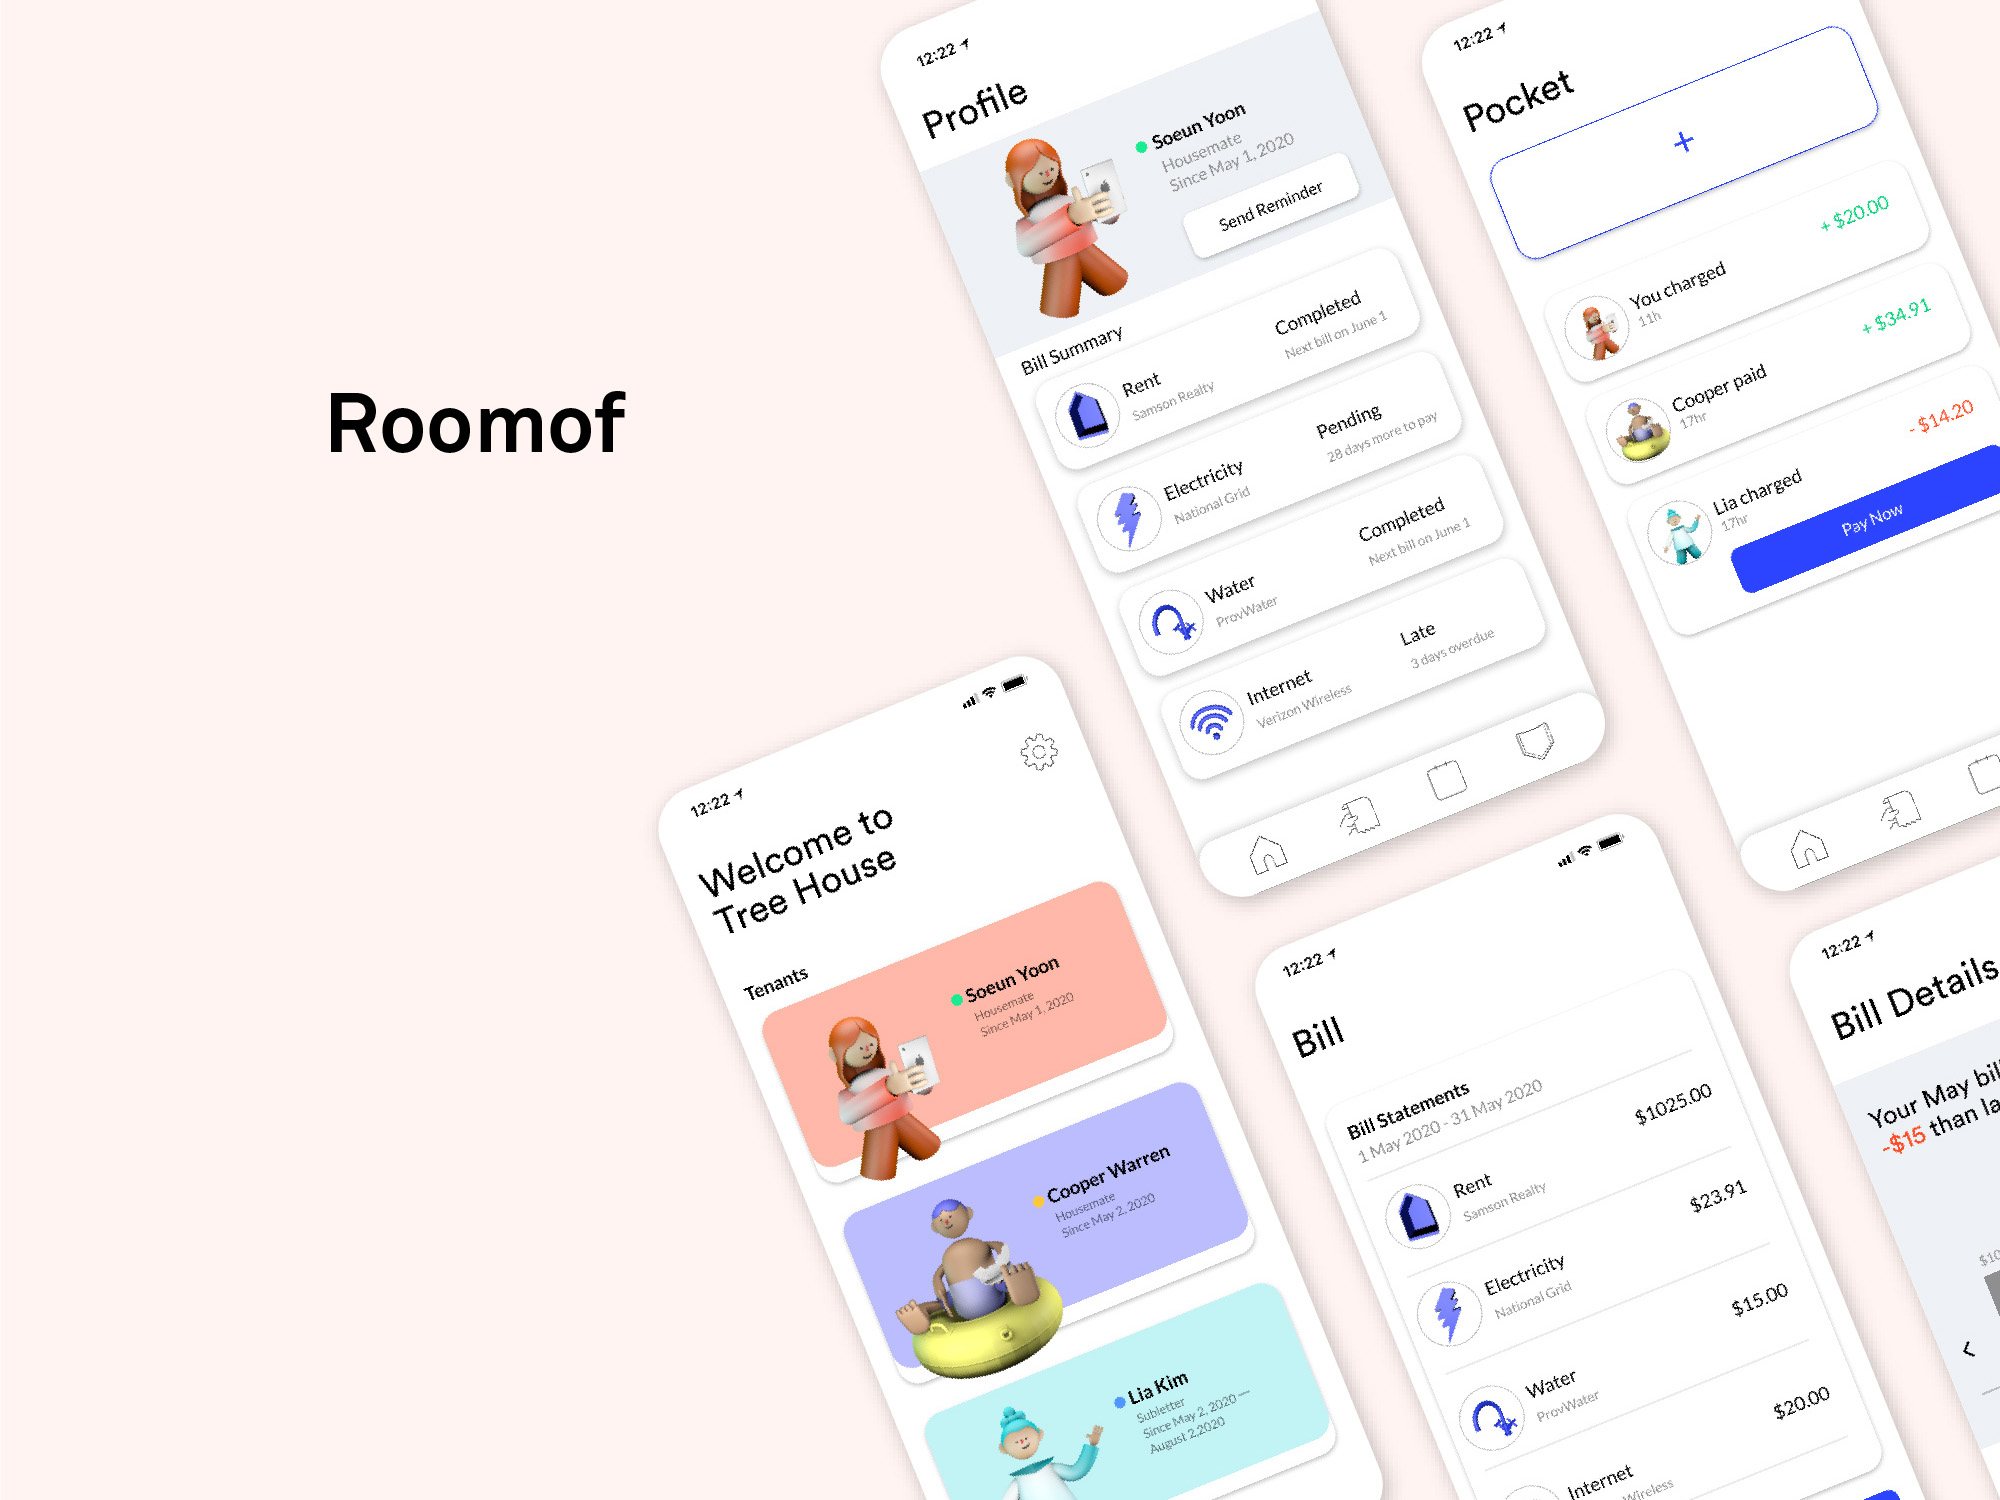 Roomof
12:22
Profile
Soeun Yoon
Housemate
Since May 1, 2020
Send Reminder
Bill Summary
Rent
Samson Realty
Completed
Next bill on June 1
Electricity
National Grid
Pending
28 days more to pay
Water
ProvWater
Completed
Next bill on June 1
Internet
Verizon Wireless
Late
3 days overdue
12:22
Pocket
+
You charged
11h
+ $20.00
Cooper paid
17hr
+ $34.91
Lia charged
17hr
- $14.20
Pay Now
12:22
Welcome to
Tree House
Tenants
Soeun Yoon
Housemate
Since May 1, 2020
Cooper Warren
Housemate
Since May 2, 2020
Lia Kim
Subletter
Since May 2, 2020 —
August 2,2020
12:22
Bill
Bill Statements
1 May 2020 - 31 May 2020
Rent
Samson Realty
$1025.00
Electricity
National Grid
$23.91
Water
ProvWater
$15.00
Internet
Wireless
$20.00
12:22
Bill Details
Your May bil
-$15 than la
$10